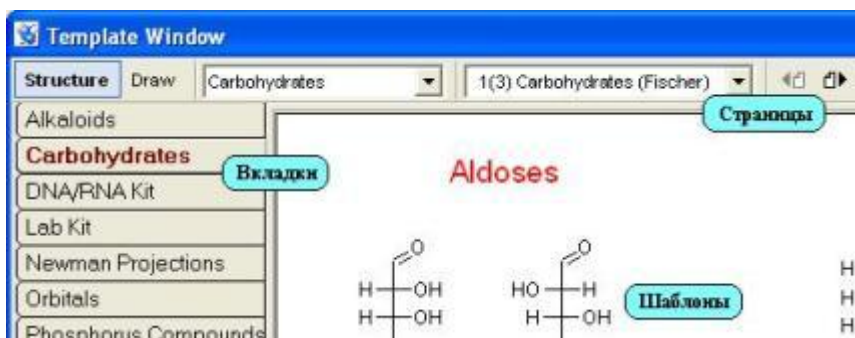 Template Window
Structure Draw Carbohydrates 1(3) Carbohydrates (Fischer)
Страницы
Alkaloids
Carbohydrates
Вкладки
Aldoses
DNA/RNA Kit
Lab Kit
Newman Projections
Orbitals
Phosphorus Compounds
O O
H OH HO H H
Шаблоны
H OH H OH H
H